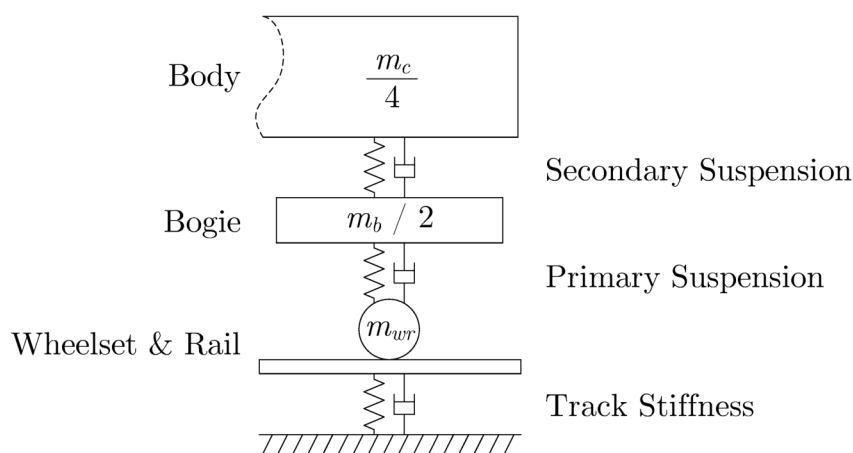 Body
m_c
4
Secondary Suspension
Bogie
m_b / 2
Primary Suspension
m_wr
Wheelset & Rail
Track Stiffness